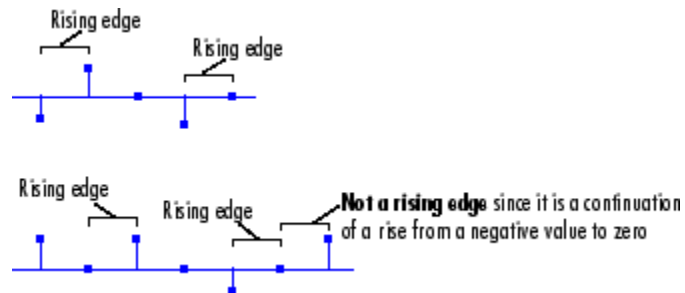 Rising edge
Rising edge
Rising edge
Rising edge
Not a rising edge since it is a continuation
of a rise from a negative value to zero